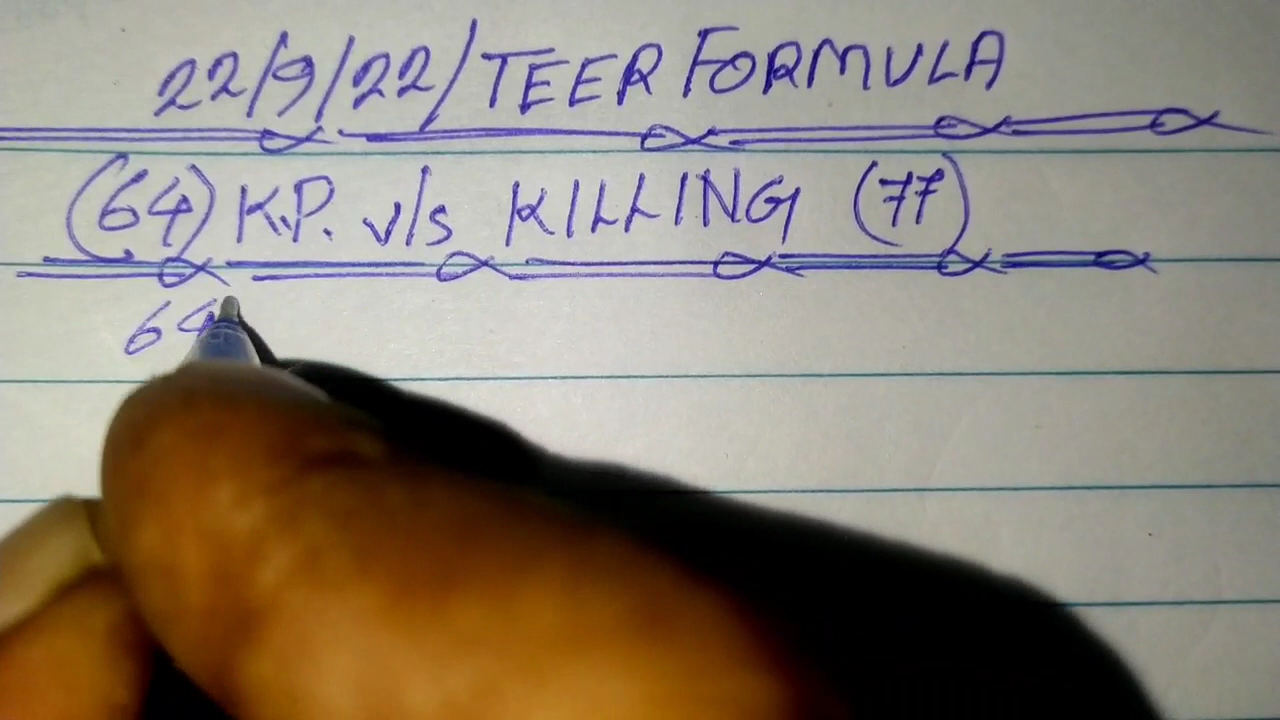 22/9/22/TEER FORMULA
(64) K.P. v/s KILLING (77)
64